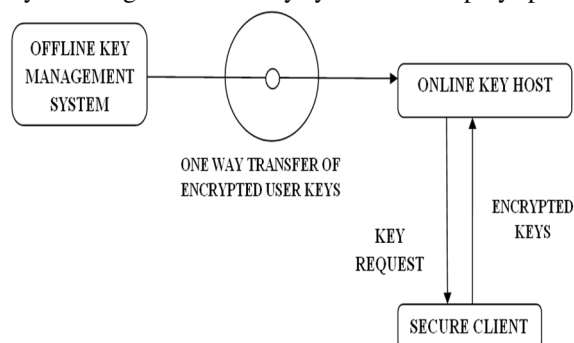 OFFLINE KEY
MANAGEMENT
SYSTEM
ONLINE KEY HOST
ONE WAY TRANSFER OF
ENCRYPTED USER KEYS
KEY
REQUEST
ENCRYPTED
KEYS
SECURE CLIENT